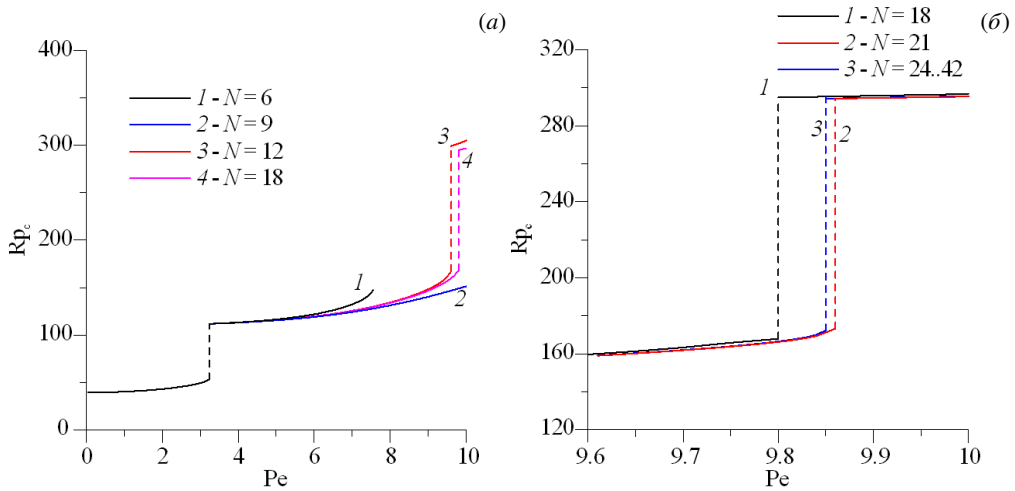 (а)
400
300
200
100
0
Rp_c
1 - N = 6
2 - N = 9
3 - N = 12
4 - N = 18
3
4
1
2
0
2
4
6
8
10
Pe
(б)
1 - N = 18
2 - N = 21
3 - N = 24..42
320
280
240
200
160
120
Rp_c
1
3
2
9.6
9.7
9.8
9.9
10
Pe